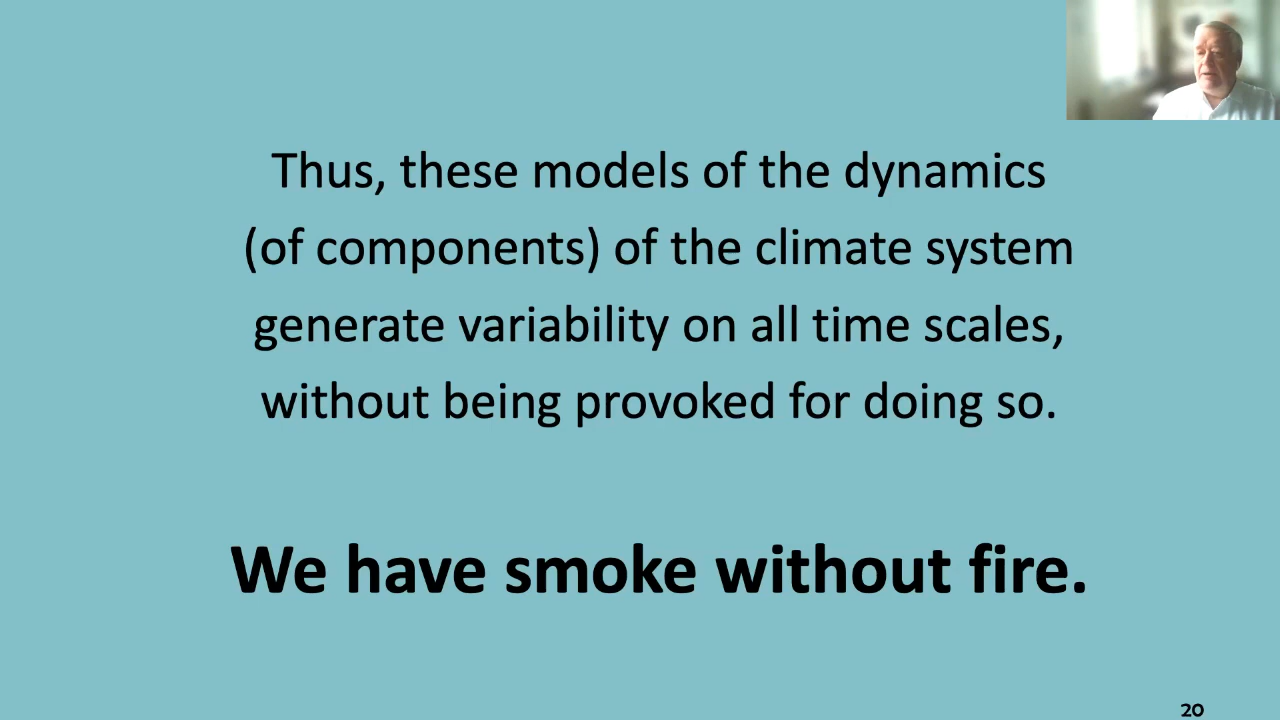 Thus, these models of the dynamics
(of components) of the climate system
generate variability on all time scales,
without being provoked for doing so.
We have smoke without fire.
20